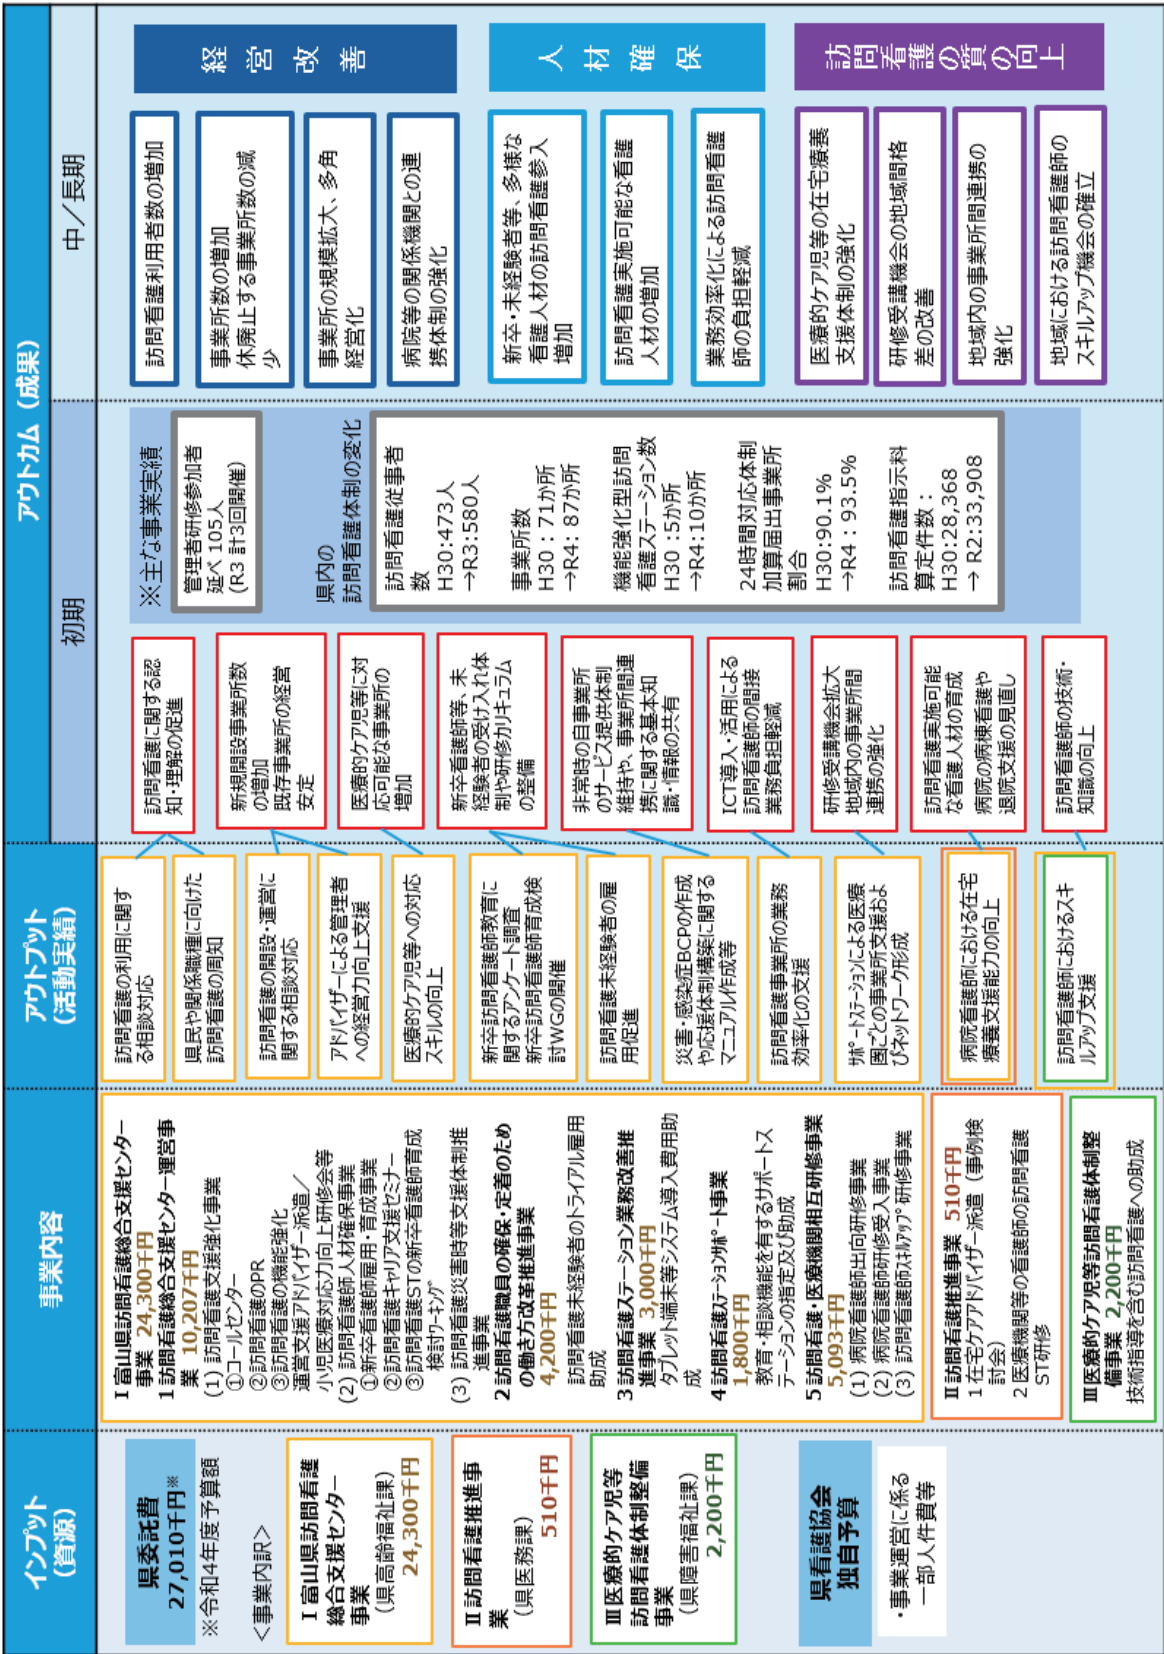 インプット
(資源)
県委託費
27,010千円※
※令和4年度予算額
<事業内訳>
Ⅰ富山県訪問看護
総合支援センター
事業
(県高齢福祉課)
24,300千円
Ⅱ訪問看護推進事
業
(県医務課)
510千円
Ⅲ医療的ケア児等
訪問看護体制整備
事業
(県障害福祉課)
2,200千円
県看護協会
独自予算
・事業運営に係る
一部人件費等
事業内容
Ⅰ富山県訪問看護総合支援センター
事業 24,300千円
1訪問看護総合支援センター運営事
業 10,207千円
(1)訪問看護支援強化事業
①コールセンター
②訪問看護のPR
③訪問看護の機能強化
運営支援アドバイザー派遣/
小児医療対応力向上研修会等
(2)訪問看護師人材確保事業
①新卒看護師雇用・育成事業
②訪問看護キャリア支援セミナー
③訪問看護STの新卒看護師育成
検討ワーキング
(3)訪問看護災害時等支援体制推
進事業
2訪問看護職員の確保・定着のため
の働き方改革推進事業
4,200千円
訪問看護未経験者のトライアル雇用
助成
3訪問看護ステーション業務改善推
進事業 3,000千円
タブレット端末等システム導入費用助
成
4訪問看護ステーションサポート事業
1,800千円
教育・相談機能を有するサポートス
テーションの指定及び助成
5訪問看護・医療機関相互研修事業
5,093千円
(1)病院看護師出向研修事業
(2)病院看護師研修受入事業
(3)訪問看護師スキルアップ研修事業
Ⅱ訪問看護推進事業 510千円
1在宅ケアアドバイザー派遣(事例検
討会)
2医療機関等の看護師の訪問看護
ST研修
Ⅲ医療的ケア児等訪問看護体制整
備事業 2,200千円
技術指導を含む訪問看護への助成
アウトプット
(活動実績)
訪問看護の利用に関す
る相談対応
県民や関係職種に向けた
訪問看護の周知
訪問看護の開設・運営に
関する相談対応
アドバイザーによる管理者
への経営力向上支援
医療的ケア児等への対応
スキルの向上
新卒訪問看護師教育に
関するアンケート調査
新卒訪問看護師育成検
討WGの開催
訪問看護未経験者の雇
用促進
災害・感染症BCPの作成
や応援体制構築に関する
マニュアル作成等
訪問看護事業所の業務
効率化の支援
サポートステーションによる医療
圏ごとの事業所支援およ
びネットワーク形成
病院看護師における在宅
療養支援能力の向上
訪問看護師におけるスキ
ルアップ支援
アウトカム(成果)
初期
訪問看護に関する認
知・理解の促進
新規開設事業所数
の増加
既存事業所の経営
安定
医療的ケア児等に対
応可能な事業所の
増加
新卒看護師等、未
経験者の受け入れ体
制や研修カリキュラム
の整備
非常時の自事業所
のサービス提供体制
維持や、事業所間連
携に関する基本知
識・情報の共有
ICT導入・活用による
訪問看護師の間接
業務負担軽減
研修受講機会拡大
地域内の事業所間
連携の強化
訪問看護実施可能
な看護人材の育成
病院の病棟看護や
退院支援の見直し
訪問看護師の技術・
知識の向上
※主な事業実績
管理者研修参加者
延べ 105人
(R3 計3回開催)
県内の
訪問看護体制の変化
訪問看護従事者
数
H30:473人
→R3:580人
事業所数
H30：71か所
→R4：87か所
機能強化型訪問
看護ステーション数
H30：5か所
→R4:10か所
24時間対応体制
加算届出事業所
割合
H30:90.1%
→R4：93.5%
訪問看護指示料
算定件数：
H30:28,368
→ R2:33,908
中／長期
訪問看護利用者数の増加
事業所数の増加
休廃止する事業所数の減
少
事業所の規模拡大、多角
経営化
病院等の関係機関との連
携体制の強化
新卒・未経験者等、多様な
看護人材の訪問看護参入
増加
訪問看護実施可能な看護
人材の増加
業務効率化による訪問看護
師の負担軽減
医療的ケア児等の在宅療養
支援体制の強化
研修受講機会の地域間格
差の改善
地域内の事業所間連携の
強化
地域における訪問看護師の
スキルアップ機会の確立
経営改善
人材確保
訪問看護の質の向上